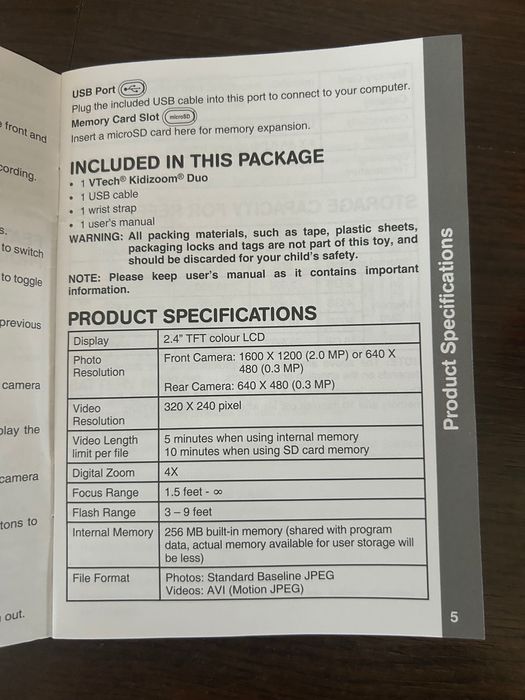 front and
cording.
s.
to switch
to toggle
previous
camera
play the
camera
tons to
out.
USB Port
Plug the included USB cable into this port to connect to your computer.
Memory Card Slot microSD
Insert a microSD card here for memory expansion.
INCLUDED IN THIS PACKAGE
• 1 VTech® Kidizoom® Duo
• 1 USB cable
• 1 wrist strap
• 1 user's manual
WARNING: All packing materials, such as tape, plastic sheets,
packaging locks and tags are not part of this toy, and
should be discarded for your child's safety.
NOTE: Please keep user's manual as it contains important
information.
PRODUCT SPECIFICATIONS
Display 2.4" TFT colour LCD
Photo Front Camera: 1600 X 1200 (2.0 MP) or 640 X
Resolution 480 (0.3 MP)
Rear Camera: 640 X 480 (0.3 MP)
Video 320 X 240 pixel
Resolution
Video Length 5 minutes when using internal memory
limit per file 10 minutes when using SD card memory
Digital Zoom 4X
Focus Range 1.5 feet - ∞
Flash Range 3 – 9 feet
Internal Memory 256 MB built-in memory (shared with program
data, actual memory available for user storage will
be less)
File Format Photos: Standard Baseline JPEG
Videos: AVI (Motion JPEG)
Product Specifications
5